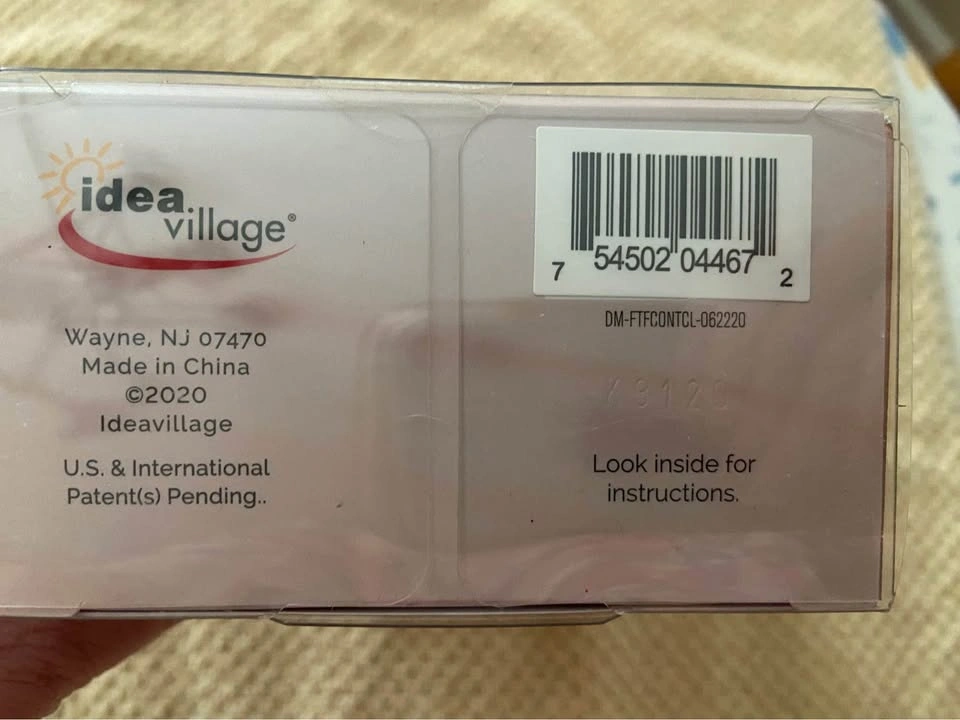 idea
village®
Wayne, NJ 07470
Made in China
©2020
Ideavillage
U.S. & International
Patent(s) Pending..
7 54502 04467 2
DM-FTFCONTCL-062220
Look inside for
instructions.